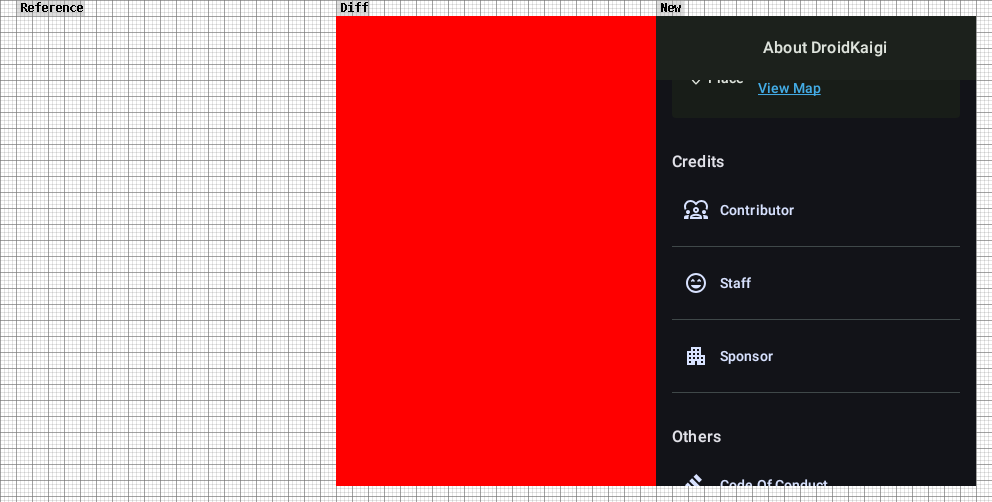 Reference
Diff
New
About DroidKaigi
Place
View Map
Credits
Contributor
Staff
Sponsor
Others
Code Of Conduct